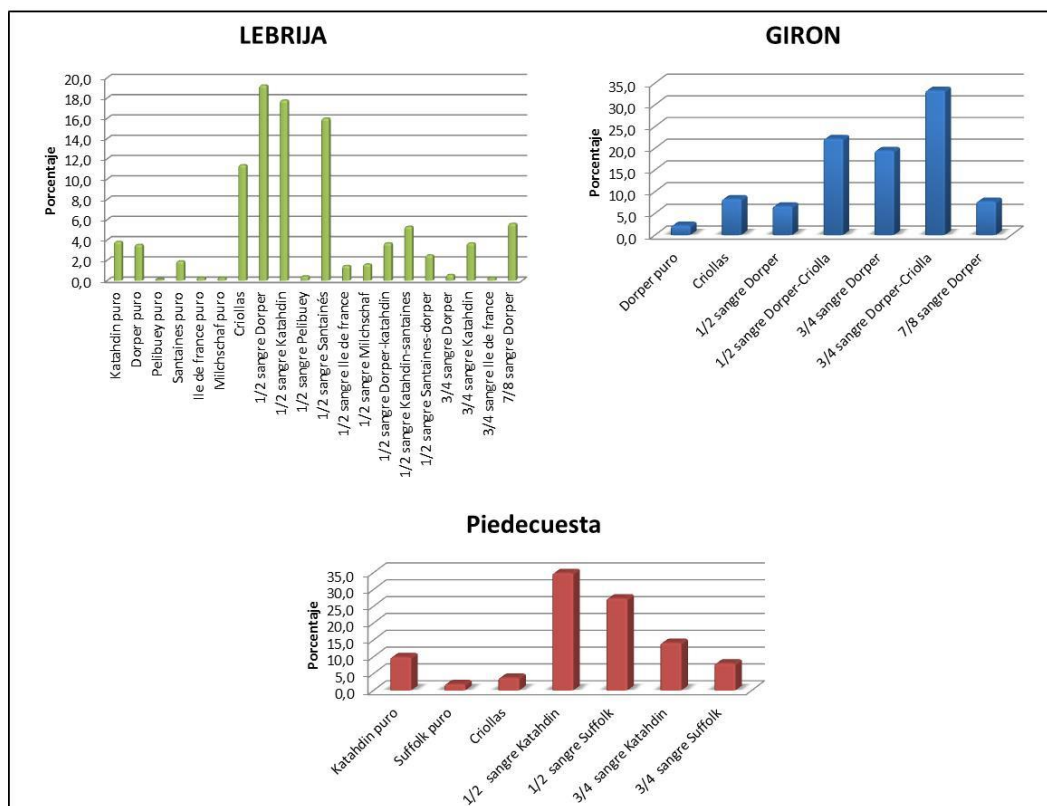 LEBRIJA
Porcentaje
20,0
18,0
16,0
14,0
12,0
10,0
8,0
6,0
4,0
2,0
0,0
Katahdin puro
Dorper puro
Pelibuey puro
Santaines puro
Ile de france puro
Milchschaf puro
Criollas
1/2 sangre Dorper
1/2 sangre Katahdin
1/2 sangre Pelibuey
1/2 sangre Santainés
1/2 sangre Ile de france
1/2 sangre Milchschaf
1/2 sangre Dorper-katahdin
1/2 sangre Katahdin-santaines
1/2 sangre Santaines-dorper
3/4 sangre Dorper
3/4 sangre Katahdin
3/4 sangre Ile de france
7/8 sangre Dorper
GIRON
Porcentaje
35,0
30,0
25,0
20,0
15,0
10,0
5,0
0,0
Dorper puro
Criollas
1/2 sangre Dorper
1/2 sangre Dorper-Criolla
3/4 sangre Dorper
3/4 sangre Dorper-Criolla
7/8 sangre Dorper
Piedecuesta
Porcentaje
35,0
30,0
25,0
20,0
15,0
10,0
5,0
0,0
Katahdin puro
Suffolk puro
Criollas
1/2 sangre Katahdin
1/2 sangre Suffolk
3/4 sangre Katahdin
3/4 sangre Suffolk